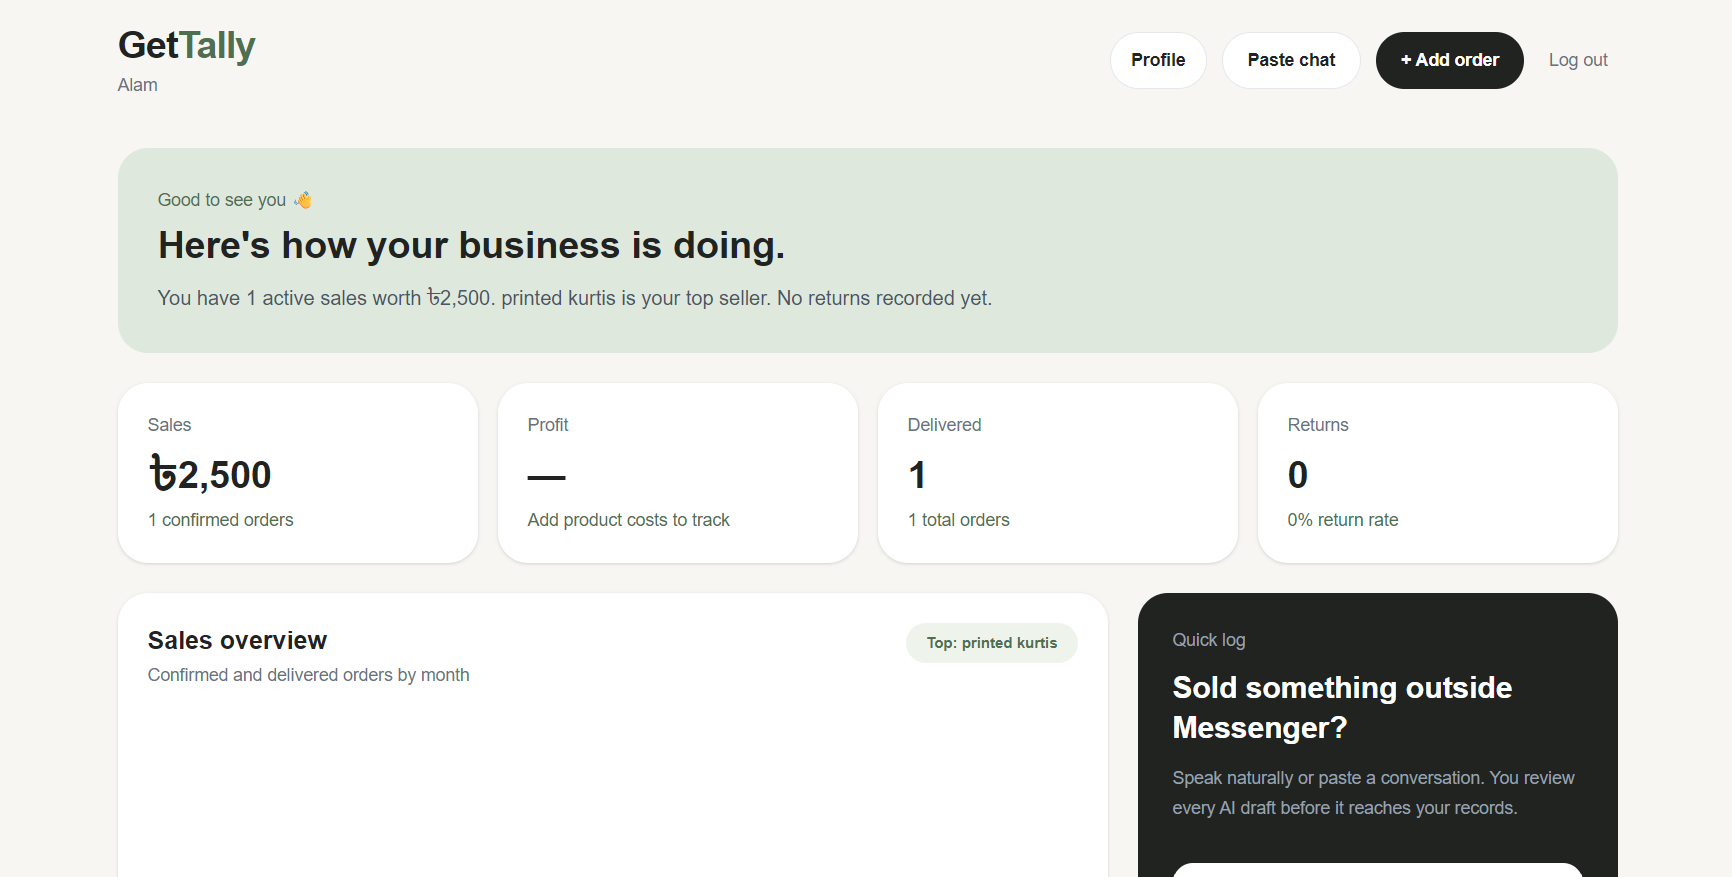 GetTally
Alam
Profile
Paste chat
+ Add order
Log out
Good to see you 👋
Here's how your business is doing.
You have 1 active sales worth ৳2,500. printed kurtis is your top seller. No returns recorded yet.
Sales
৳2,500
1 confirmed orders
Profit
—
Add product costs to track
Delivered
1
1 total orders
Returns
0
0% return rate
Sales overview
Confirmed and delivered orders by month
Top: printed kurtis
Quick log
Sold something outside
Messenger?
Speak naturally or paste a conversation. You review
every AI draft before it reaches your records.